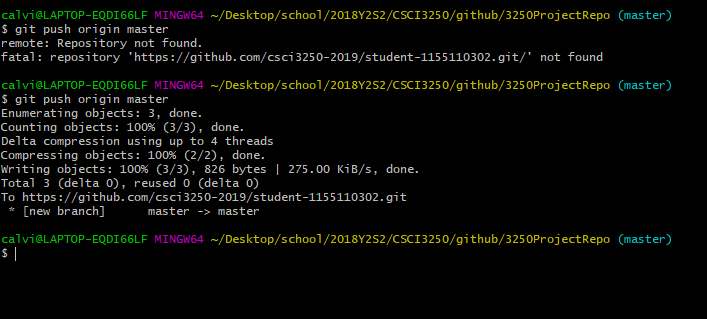 calvi@LAPTOP-EQDI66LF MINGW64 ~/Desktop/school/2018Y2S2/CSCI3250/github/3250ProjectRepo (master)
$ git push origin master
remote: Repository not found.
fatal: repository 'https://github.com/csci3250-2019/student-1155110302.git/' not found
calvi@LAPTOP-EQDI66LF MINGW64 ~/Desktop/school/2018Y2S2/CSCI3250/github/3250ProjectRepo (master)
$ git push origin master
Enumerating objects: 3, done.
Counting objects: 100% (3/3), done.
Delta compression using up to 4 threads
Compressing objects: 100% (2/2), done.
Writing objects: 100% (3/3), 826 bytes | 275.00 KiB/s, done.
Total 3 (delta 0), reused 0 (delta 0)
To https://github.com/csci3250-2019/student-1155110302.git
 * [new branch]      master -> master
calvi@LAPTOP-EQDI66LF MINGW64 ~/Desktop/school/2018Y2S2/CSCI3250/github/3250ProjectRepo (master)
$